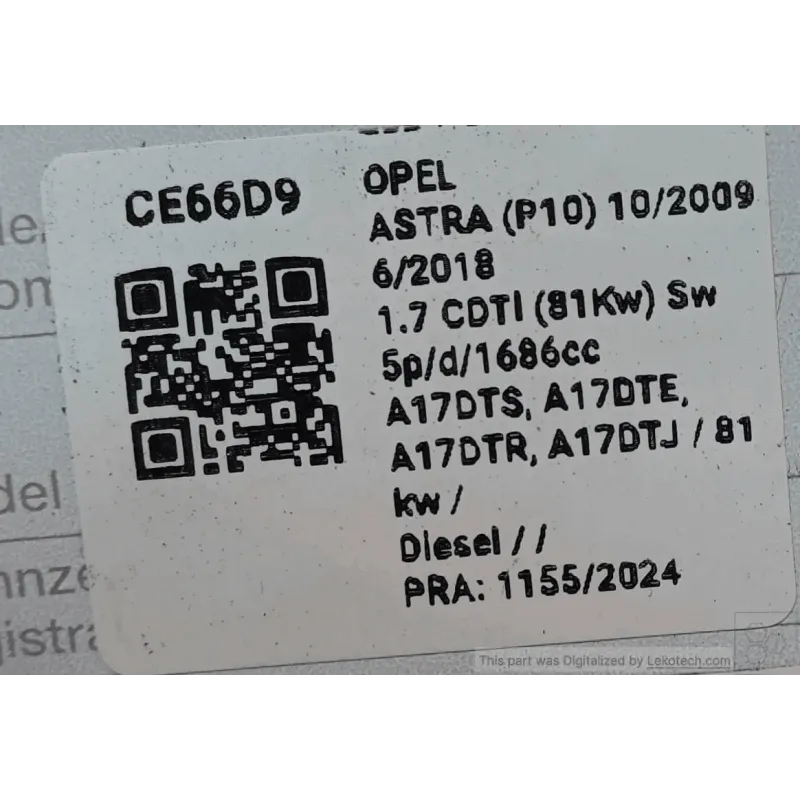 CE66D9
OPEL
ASTRA (P10) 10/2009
6/2018
1.7 CDTI (81Kw) Sw
5p/d/1686cc
A17DTS, A17DTE,
A17DTR, A17DTJ / 81
kw /
Diesel / /
PRA: 1155/2024
del
This part was Digitalized by Lekotech.com